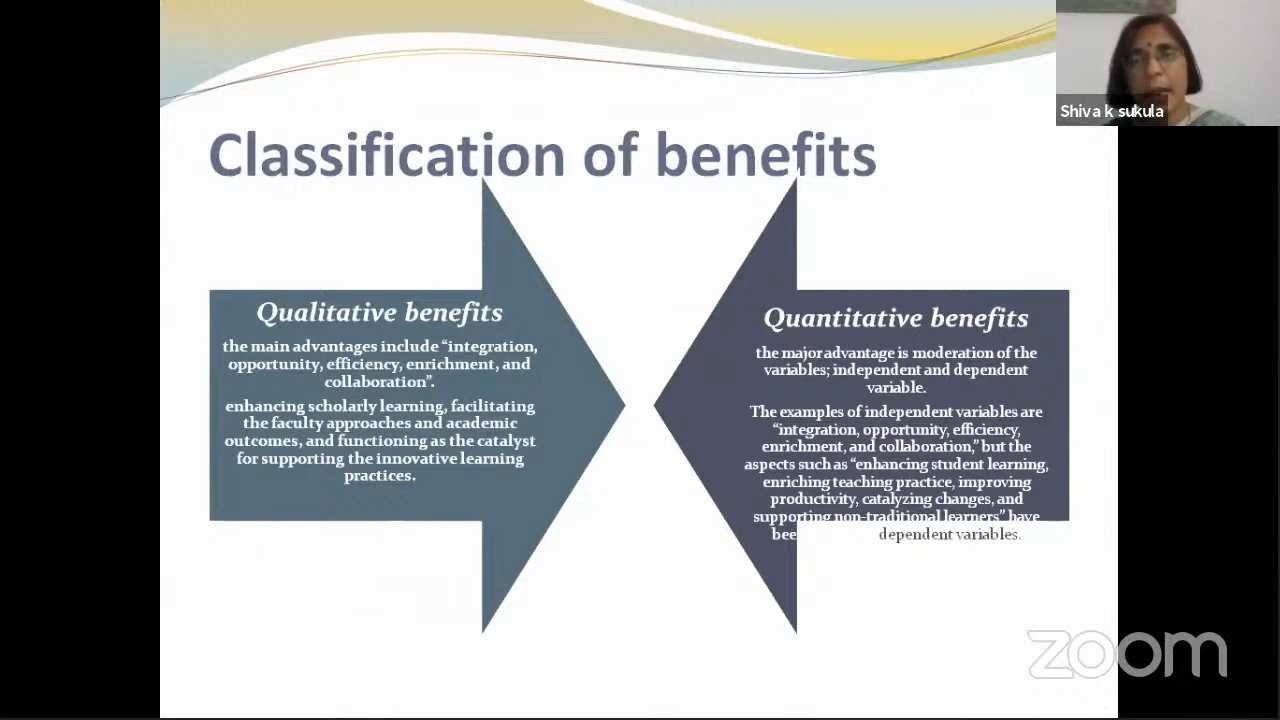 Shiva k sukula
Classification of benefits
Qualitative benefits
the main advantages include “integration,
opportunity, efficiency, enrichment, and
collaboration”.
enhancing scholarly learning, facilitating
the faculty approaches and academic
outcomes, and functioning as the catalyst
for supporting the innovative learning
practices.
Quantitative benefits
the major advantage is moderation of the
variables; independent and dependent
variable.
The examples of independent variables are
“integration, opportunity, efficiency,
enrichment, and collaboration,” but the
aspects such as “enhancing student learning,
enriching teaching practice, improving
productivity, catalyzing changes, and
supporting non-traditional learners” have
dependent variables.
zoom